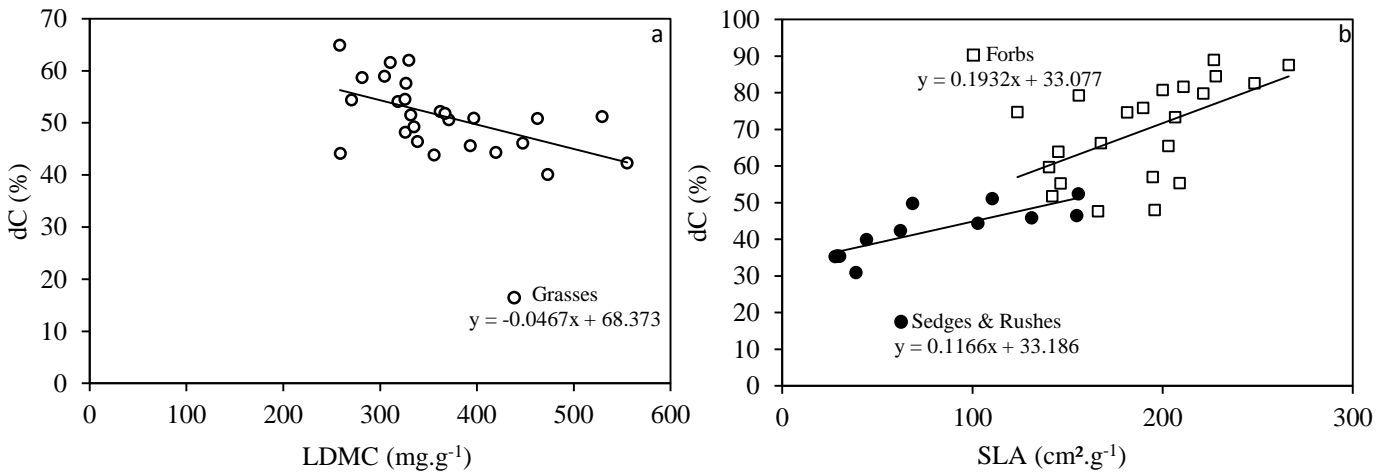 70
60
50
40
30
20
10
0
dC (%)
0 100 200 300 400 500 600
LDMC (mg.g⁻¹)
a
Grasses
y = -0.0467x + 68.373
100
90
80
70
60
50
40
30
20
10
0
dC (%)
0 100 200 300
SLA (cm².g⁻¹)
b
Forbs
y = 0.1932x + 33.077
Sedges & Rushes
y = 0.1166x + 33.186